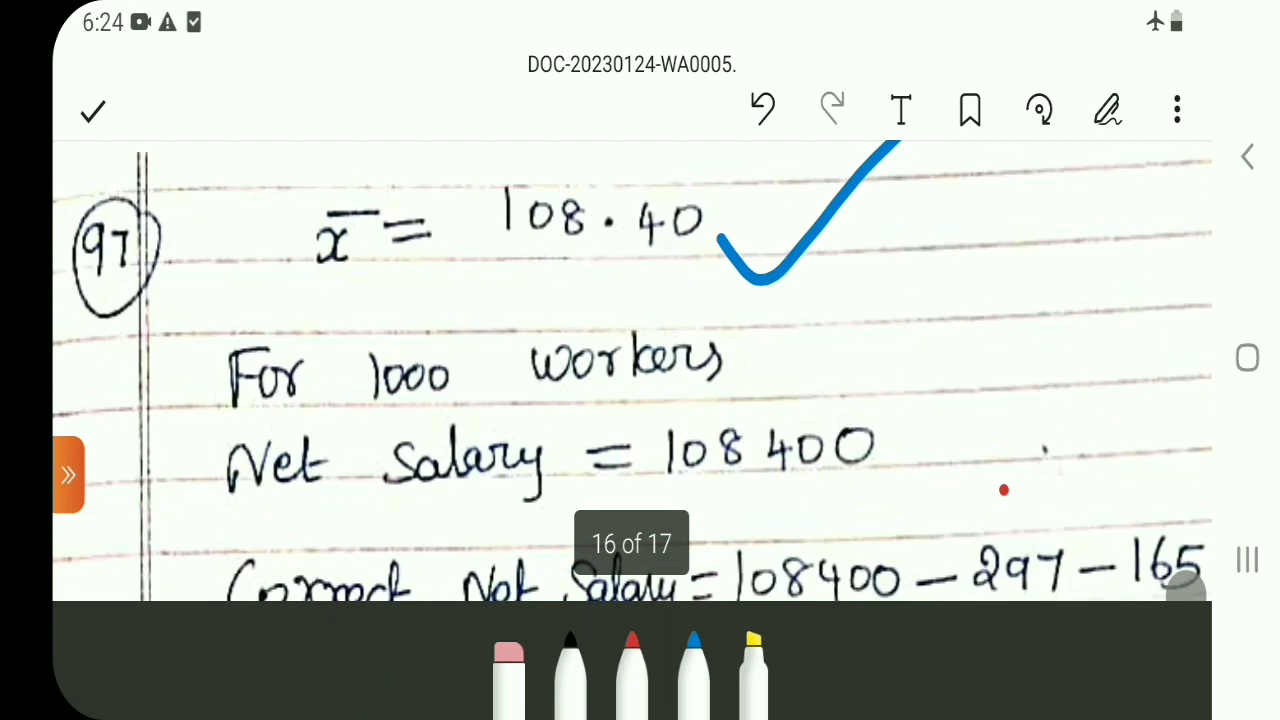 6:24
DOC-20230124-WA0005.
97
x̄ = 108.40
For 1000 workers
Net Salary = 108400
16 of 17
Correct Net Salary = 108400 - 297 - 165